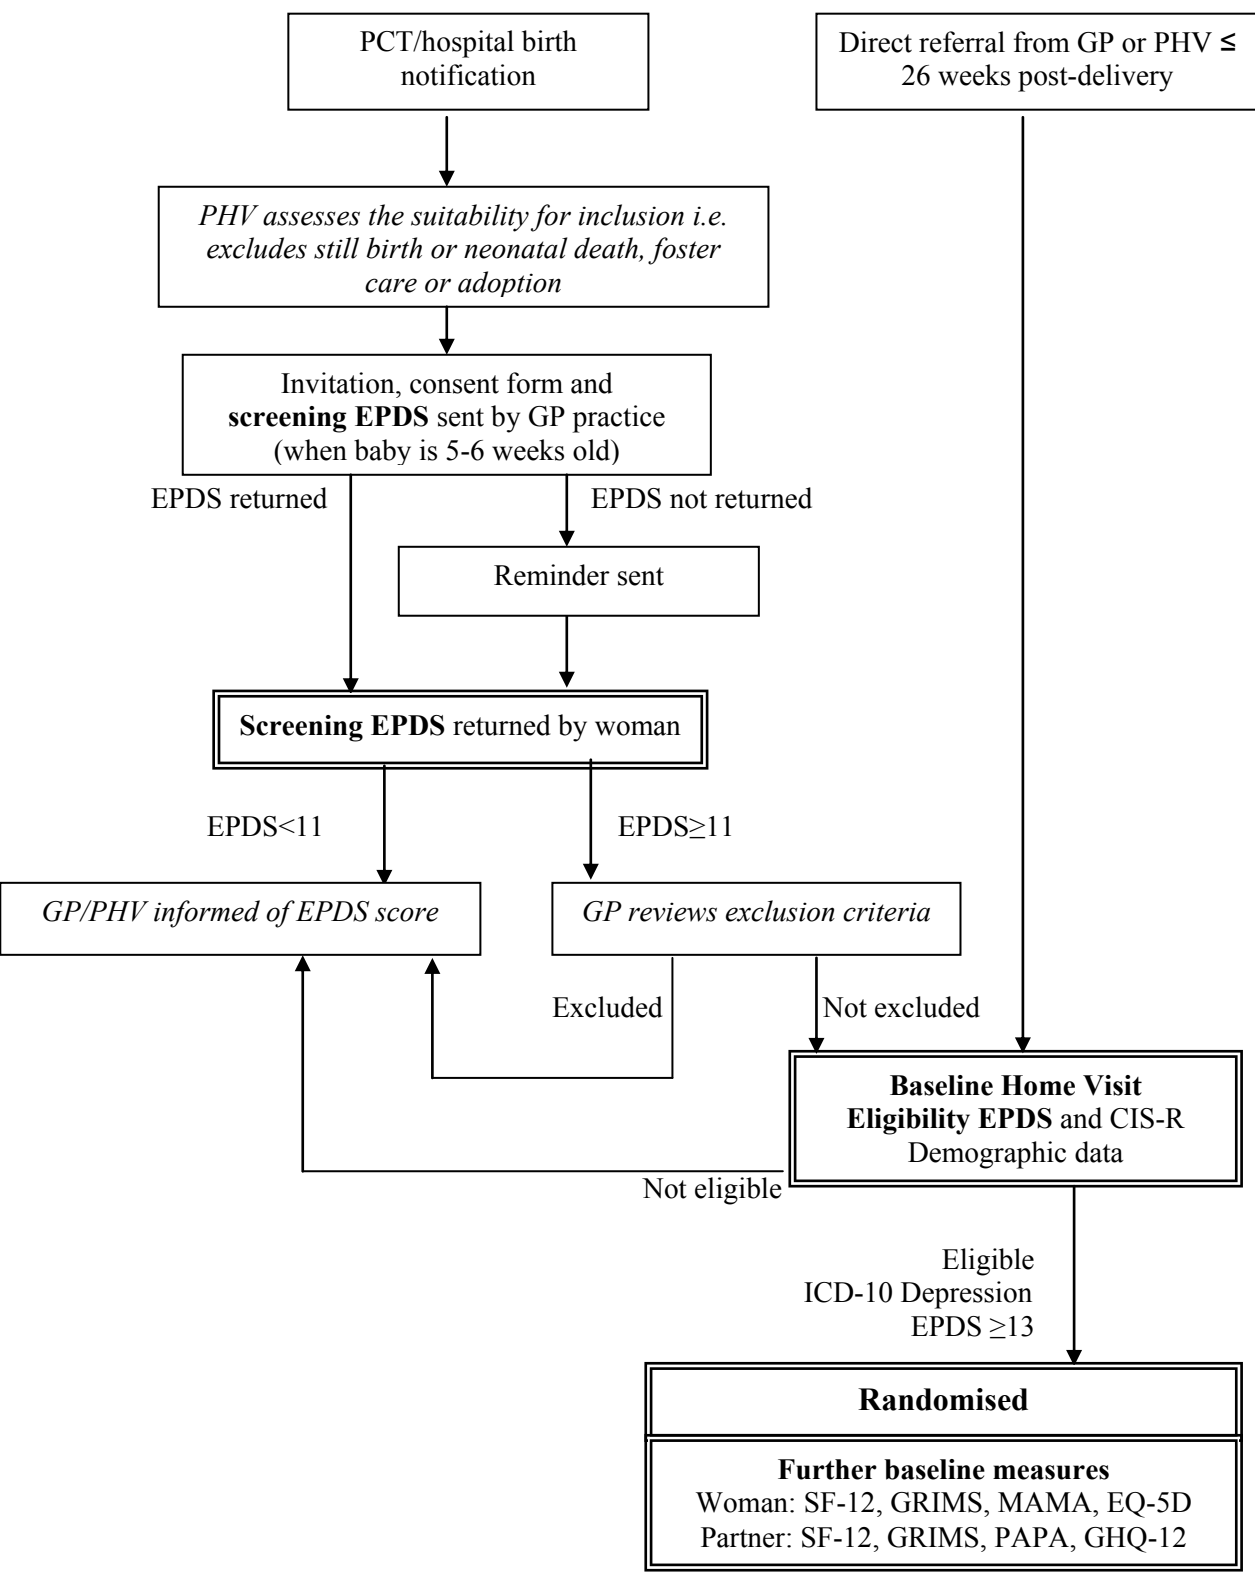 PCT/hospital birth
notification
Direct referral from GP or PHV ≤
26 weeks post-delivery
PHV assesses the suitability for inclusion i.e.
excludes still birth or neonatal death, foster
care or adoption
Invitation, consent form and
screening EPDS sent by GP practice
(when baby is 5-6 weeks old)
EPDS returned
EPDS not returned
Reminder sent
Screening EPDS returned by woman
EPDS<11
EPDS≥11
GP/PHV informed of EPDS score
GP reviews exclusion criteria
Excluded
Not excluded
Baseline Home Visit
Eligibility EPDS and CIS-R
Demographic data
Not eligible
Eligible
ICD-10 Depression
EPDS ≥13
Randomised
Further baseline measures
Woman: SF-12, GRIMS, MAMA, EQ-5D
Partner: SF-12, GRIMS, PAPA, GHQ-12